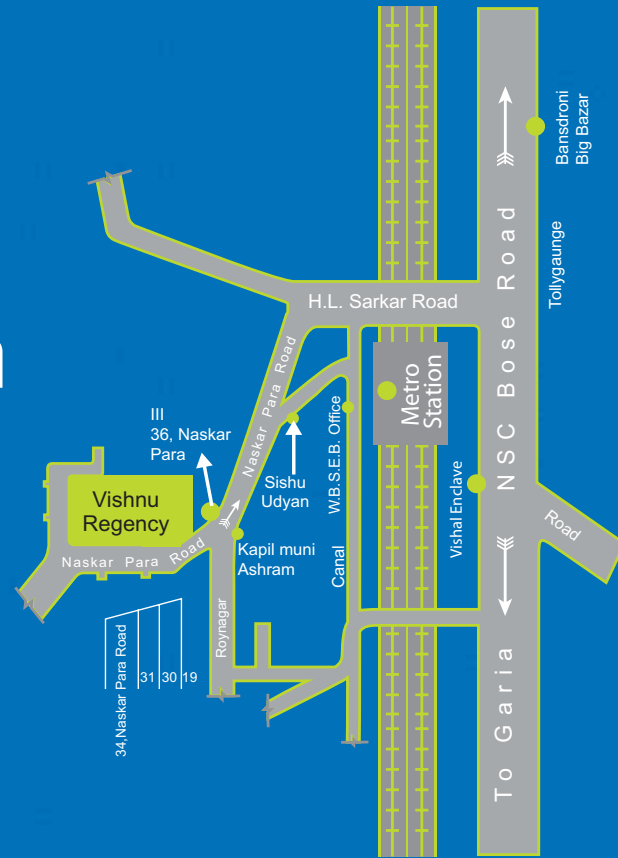 III
36, Naskar
Para
Vishnu
Regency
Naskar Para Road
Naskar Para Road
H.L. Sarkar Road
Sishu
Udyan
Kapil muni
Ashram
Roynagar
34,Naskar Para Road
31
30
19
W.B.S.E.B. Office
Canal
Metro
Station
Vishal Enclave
NSC Bose Road
To Garia
Road
Tollygaunge
Bansdroni
Big Bazar